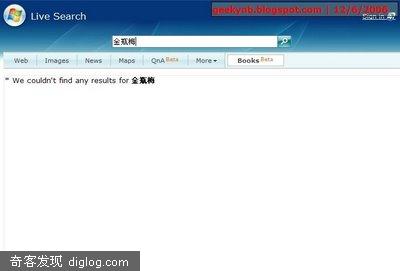 geekynb.blogspot.com | 12/6/2006
Live Search
Sign in
金瓶梅
Web Images News Maps QnA Beta More Books Beta
We couldn't find any results for 金瓶梅
奇客发现 diglog.com